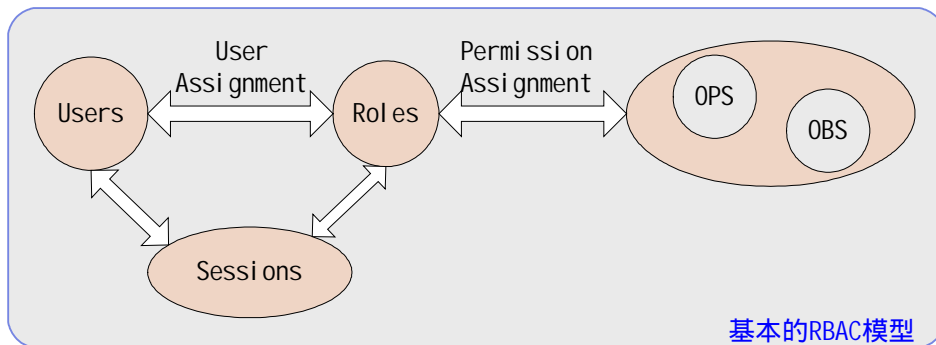 User
Assignment
Permission
Assignment
Users
Roles
OPS
OBS
Sessions
基本的RBAC模型